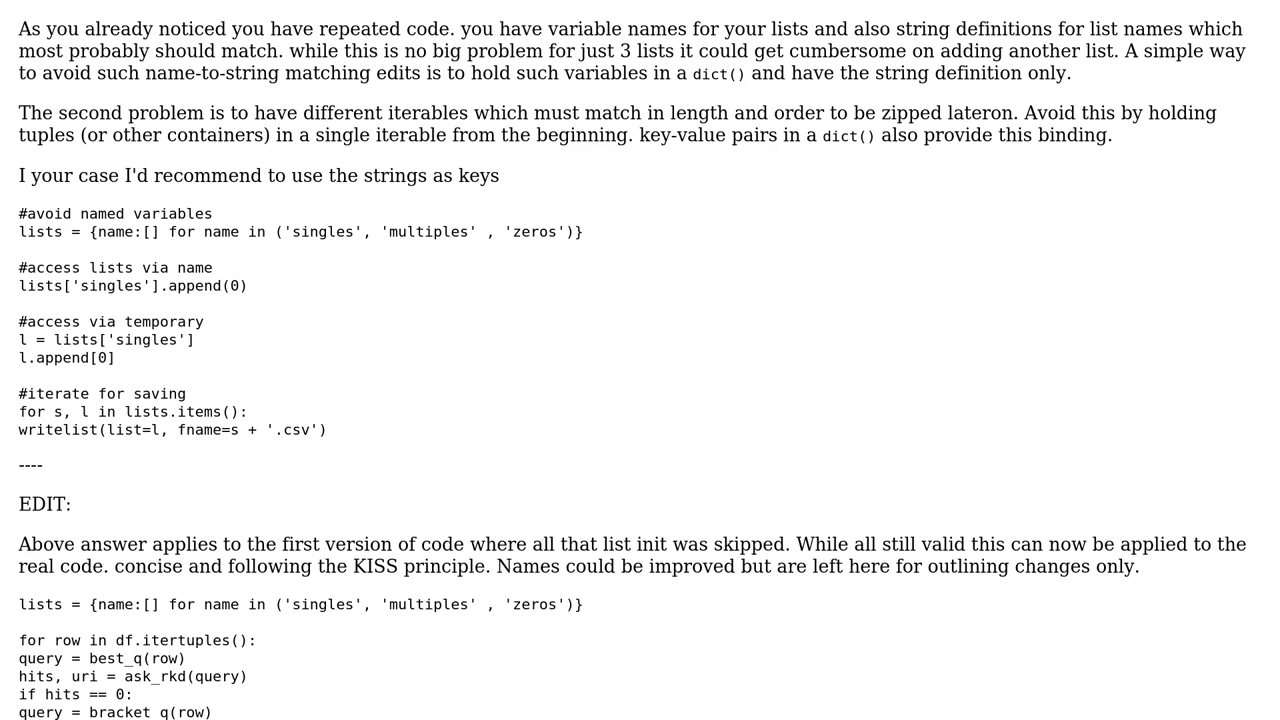 As you already noticed you have repeated code. you have variable names for your lists and also string definitions for list names which
most probably should match. while this is no big problem for just 3 lists it could get cumbersome on adding another list. A simple way
to avoid such name-to-string matching edits is to hold such variables in a dict() and have the string definition only.
The second problem is to have different iterables which must match in length and order to be zipped lateron. Avoid this by holding
tuples (or other containers) in a single iterable from the beginning. key-value pairs in a dict() also provide this binding.
I your case I'd recommend to use the strings as keys
#avoid named variables
lists = {name:[] for name in ('singles', 'multiples' , 'zeros')}
#access lists via name
lists['singles'].append(0)
#access via temporary
l = lists['singles']
l.append[0]
#iterate for saving
for s, l in lists.items():
writelist(list=l, fname=s + '.csv')
----
EDIT:
Above answer applies to the first version of code where all that list init was skipped. While all still valid this can now be applied to the
real code. concise and following the KISS principle. Names could be improved but are left here for outlining changes only.
lists = {name:[] for name in ('singles', 'multiples' , 'zeros')}
for row in df.itertuples():
query = best_q(row)
hits, uri = ask_rkd(query)
if hits == 0:
query = bracket_q(row)